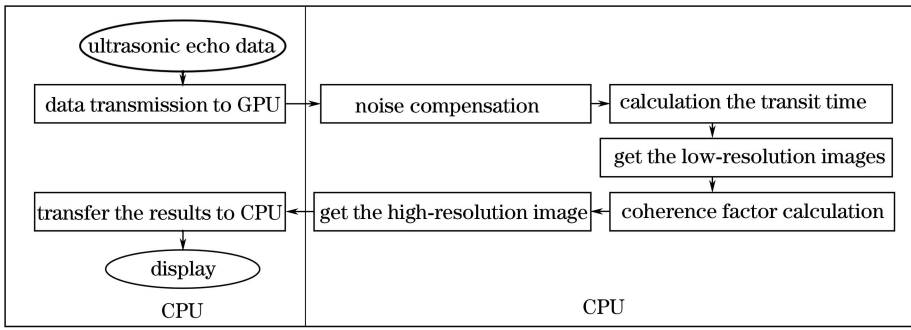 ultrasonic echo data
data transmission to GPU
noise compensation
calculation the transit time
get the low-resolution images
coherence factor calculation
get the high-resolution image
transfer the results to CPU
display
CPU
CPU